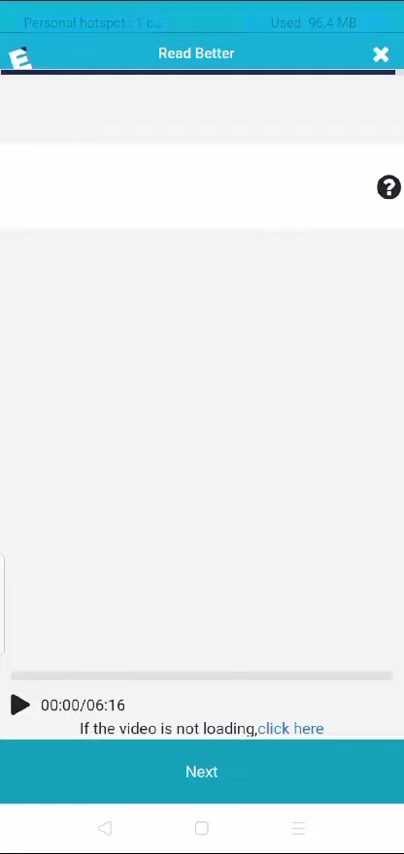 Personal hotspot : 1 c... Used 96.4 MB
E Read Better
?
00:00/06:16
If the video is not loading,click here
Next